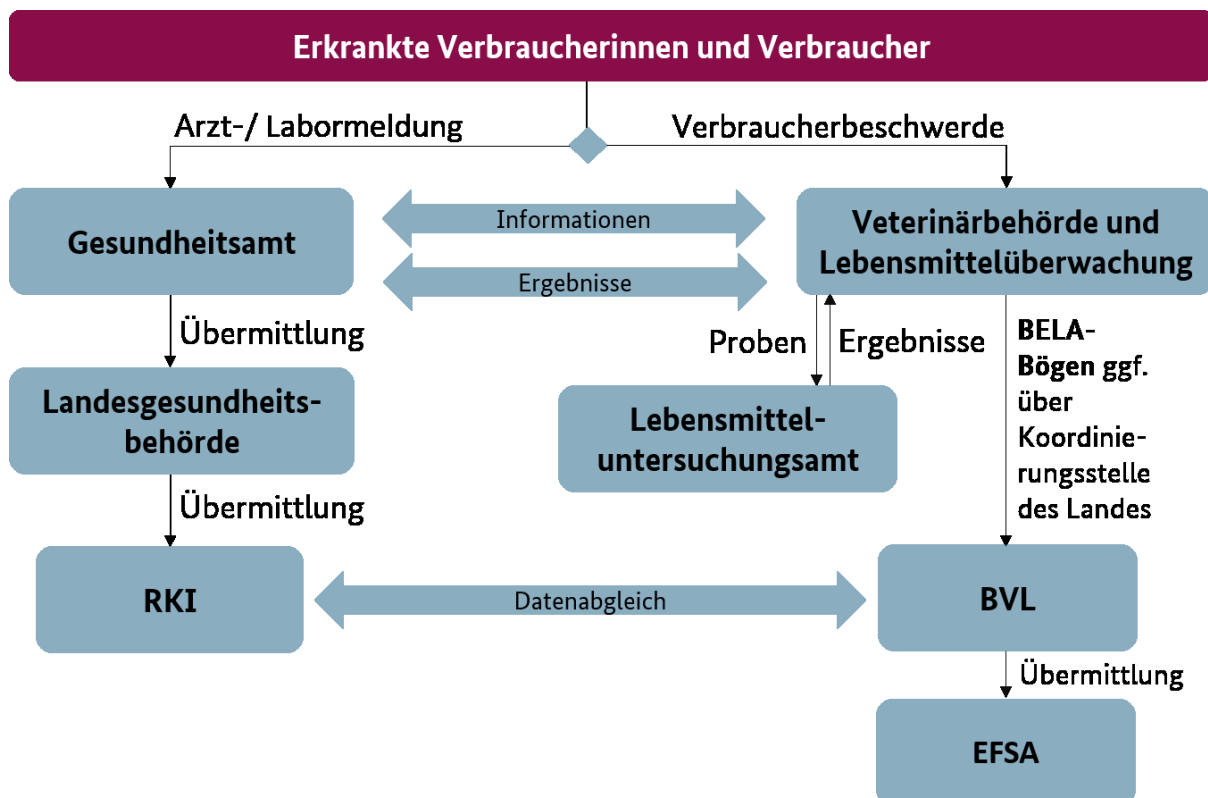 Erkrankte Verbraucherinnen und Verbraucher
Arzt-/ Labormeldung
Verbraucherbeschwerde
Gesundheitsamt
Informationen
Ergebnisse
Veterinärbehörde und
Lebensmittelüberwachung
Übermittlung
Proben
Ergebnisse
BELA-
Bögen ggf.
über
Koordinie-
rungsstelle
des Landes
Landesgesundheits-
behörde
Lebensmittel-
untersuchungsamt
Übermittlung
RKI
Datenabgleich
BVL
Übermittlung
EFSA